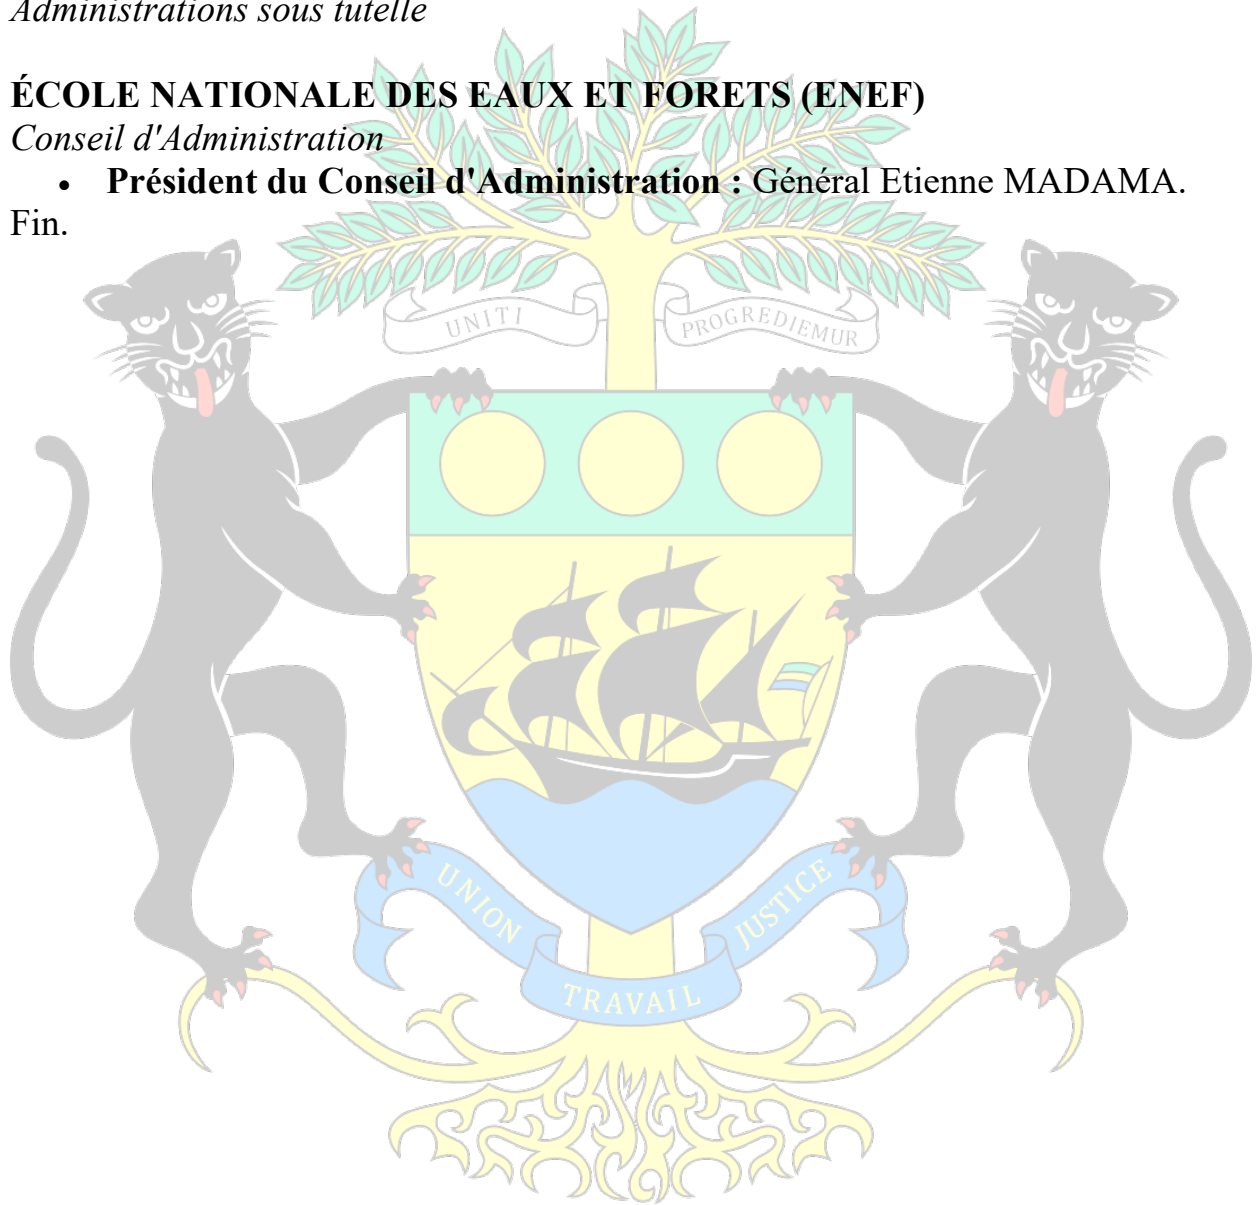 Administrations sous tutelle
ÉCOLE NATIONALE DES EAUX ET FORETS (ENEF)
Conseil d'Administration
• Président du Conseil d'Administration : Général Etienne MADAMA.
Fin.
UNITI PROGREDIEMUR
UNION TRAVAIL JUSTICE